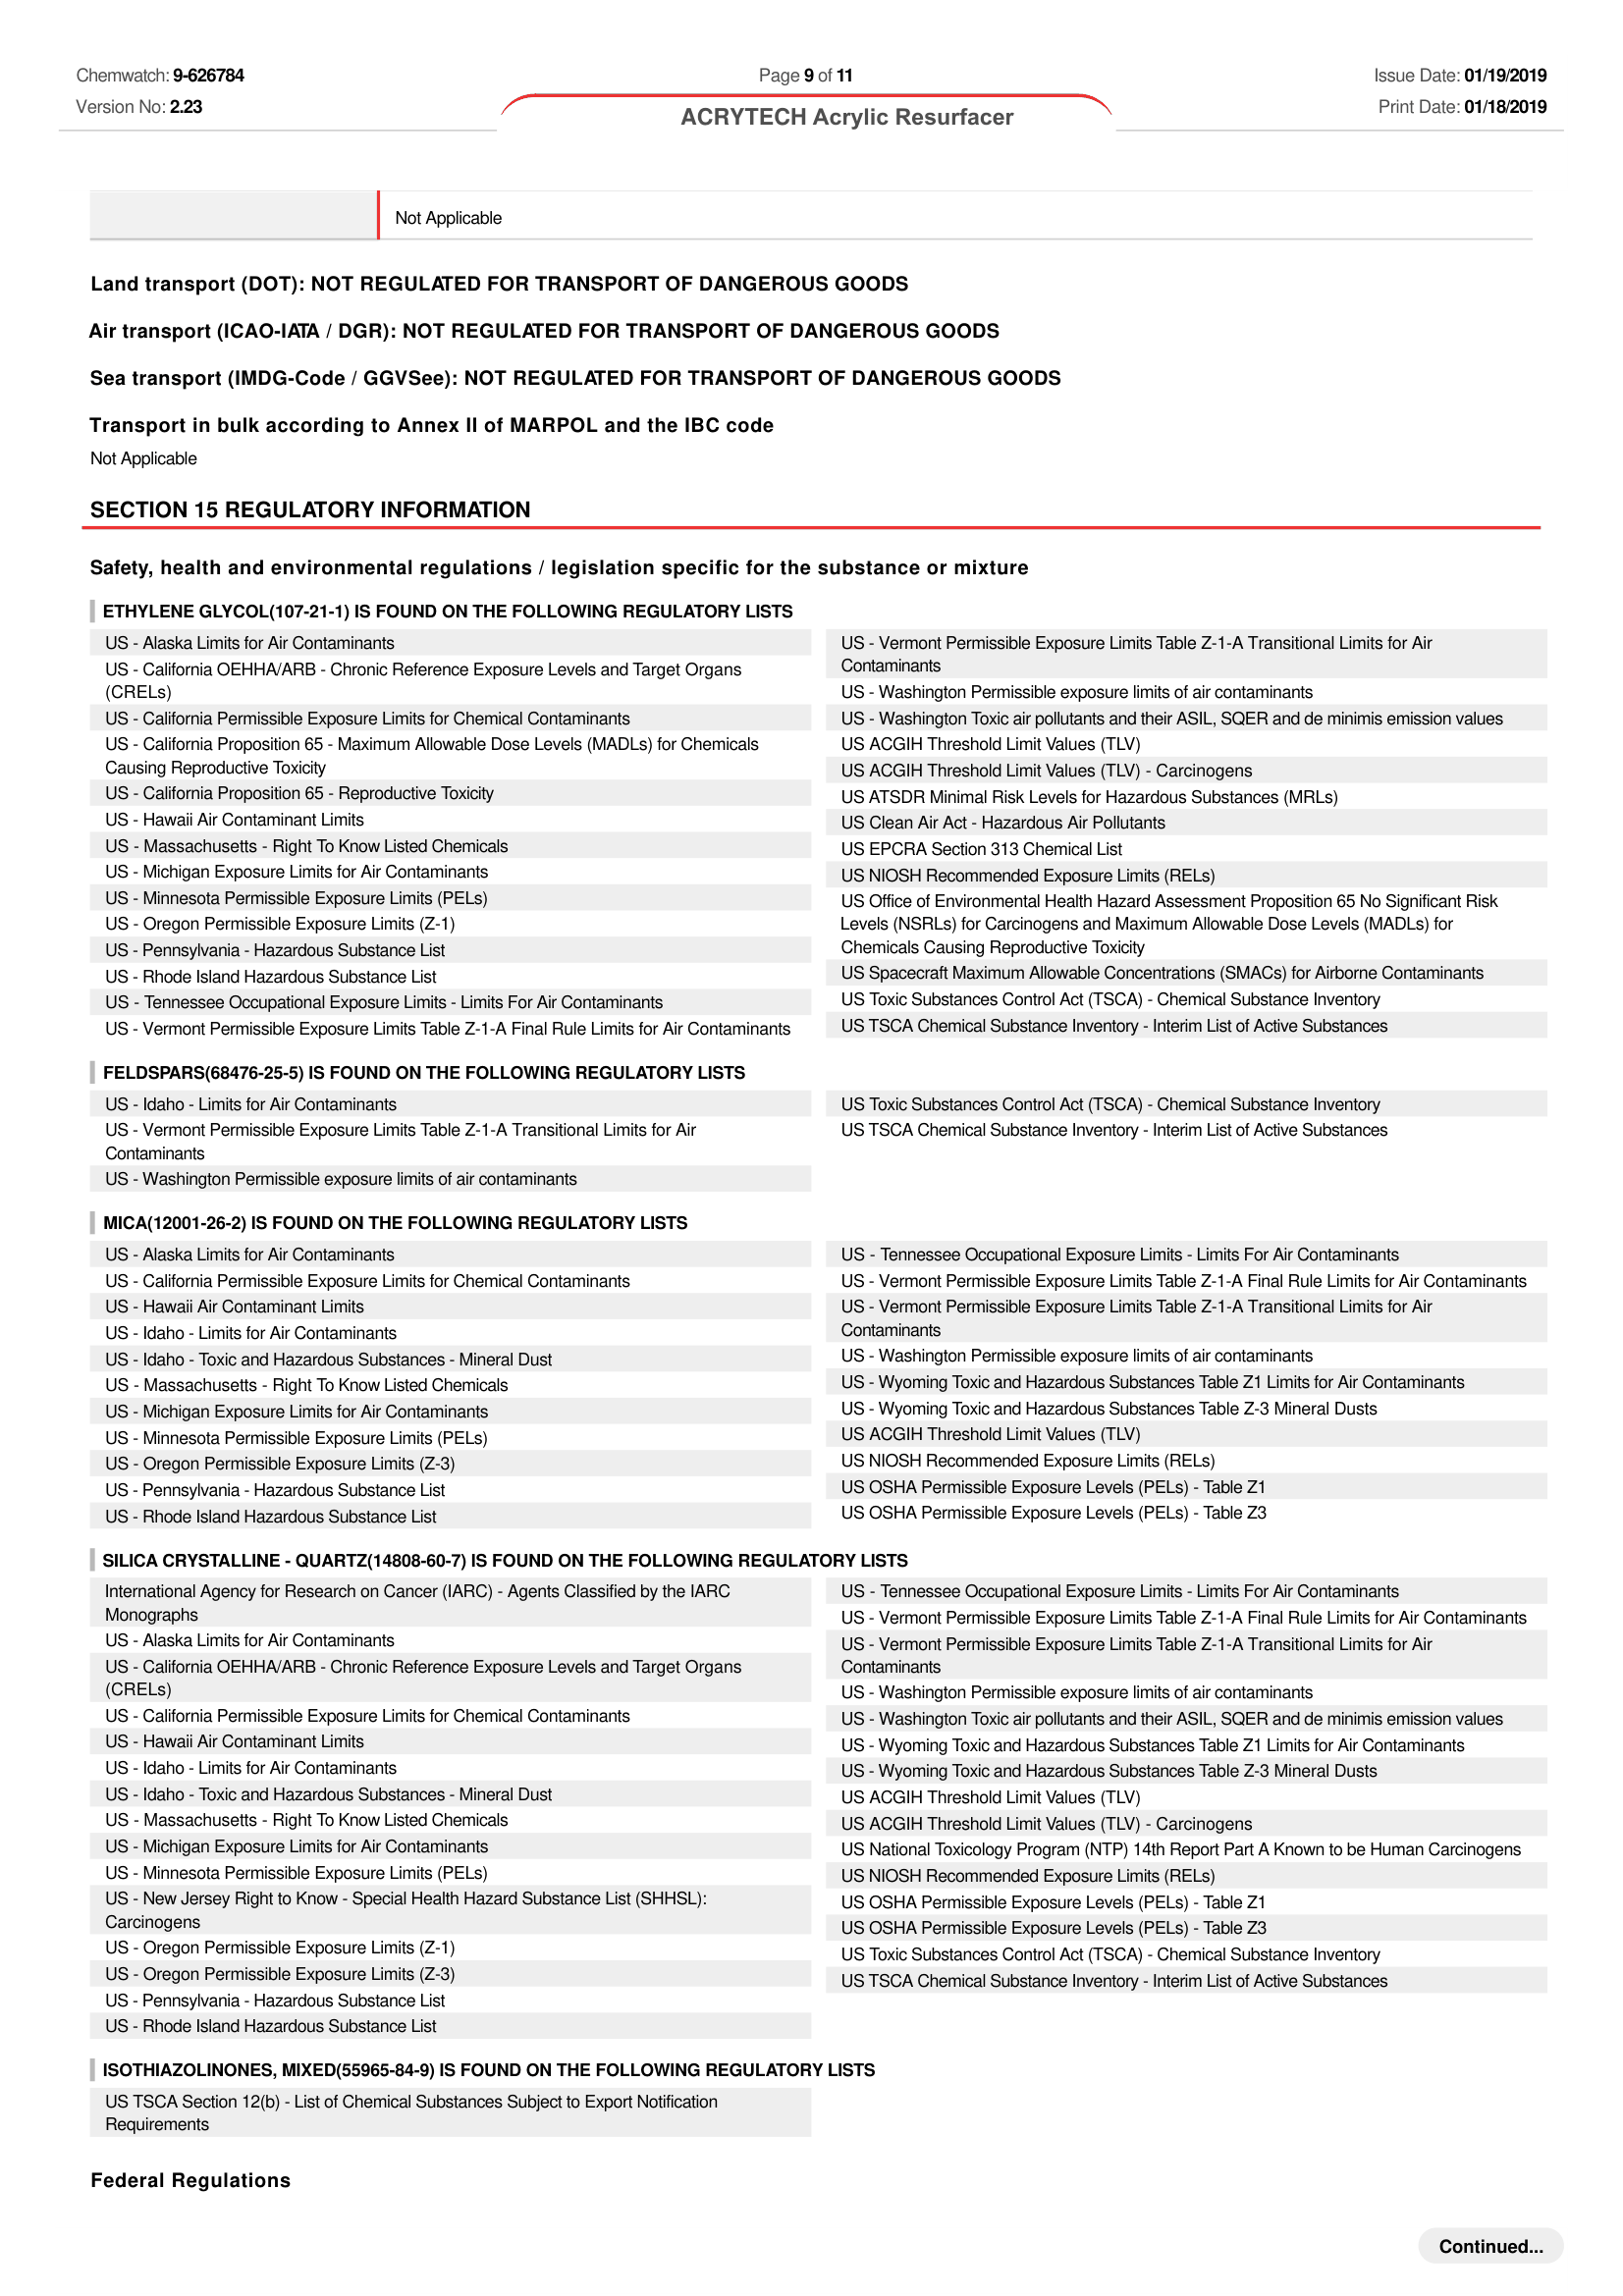 Chemwatch: 9-626784
Page 9 of 11
Issue Date: 01/19/2019
Version No: 2.23
ACRYTECH Acrylic Resurfacer
Print Date: 01/18/2019
Not Applicable
Land transport (DOT): NOT REGULATED FOR TRANSPORT OF DANGEROUS GOODS
Air transport (ICAO-IATA / DGR): NOT REGULATED FOR TRANSPORT OF DANGEROUS GOODS
Sea transport (IMDG-Code / GGVSee): NOT REGULATED FOR TRANSPORT OF DANGEROUS GOODS
Transport in bulk according to Annex II of MARPOL and the IBC code
Not Applicable
SECTION 15 REGULATORY INFORMATION
Safety, health and environmental regulations / legislation specific for the substance or mixture
ETHYLENE GLYCOL(107-21-1) IS FOUND ON THE FOLLOWING REGULATORY LISTS
US - Alaska Limits for Air Contaminants
US - California OEHHA/ARB - Chronic Reference Exposure Levels and Target Organs
(CRELs)
US - California Permissible Exposure Limits for Chemical Contaminants
US - California Proposition 65 - Maximum Allowable Dose Levels (MADLs) for Chemicals
Causing Reproductive Toxicity
US - California Proposition 65 - Reproductive Toxicity
US - Hawaii Air Contaminant Limits
US - Massachusetts - Right To Know Listed Chemicals
US - Michigan Exposure Limits for Air Contaminants
US - Minnesota Permissible Exposure Limits (PELs)
US - Oregon Permissible Exposure Limits (Z-1)
US - Pennsylvania - Hazardous Substance List
US - Rhode Island Hazardous Substance List
US - Tennessee Occupational Exposure Limits - Limits For Air Contaminants
US - Vermont Permissible Exposure Limits Table Z-1-A Final Rule Limits for Air Contaminants
US - Vermont Permissible Exposure Limits Table Z-1-A Transitional Limits for Air
Contaminants
US - Washington Permissible exposure limits of air contaminants
US - Washington Toxic air pollutants and their ASIL, SQER and de minimis emission values
US ACGIH Threshold Limit Values (TLV)
US ACGIH Threshold Limit Values (TLV) - Carcinogens
US ATSDR Minimal Risk Levels for Hazardous Substances (MRLs)
US Clean Air Act - Hazardous Air Pollutants
US EPCRA Section 313 Chemical List
US NIOSH Recommended Exposure Limits (RELs)
US Office of Environmental Health Hazard Assessment Proposition 65 No Significant Risk
Levels (NSRLs) for Carcinogens and Maximum Allowable Dose Levels (MADLs) for
Chemicals Causing Reproductive Toxicity
US Spacecraft Maximum Allowable Concentrations (SMACs) for Airborne Contaminants
US Toxic Substances Control Act (TSCA) - Chemical Substance Inventory
US TSCA Chemical Substance Inventory - Interim List of Active Substances
FELDSPARS(68476-25-5) IS FOUND ON THE FOLLOWING REGULATORY LISTS
US - Idaho - Limits for Air Contaminants
US - Vermont Permissible Exposure Limits Table Z-1-A Transitional Limits for Air
Contaminants
US - Washington Permissible exposure limits of air contaminants
US Toxic Substances Control Act (TSCA) - Chemical Substance Inventory
US TSCA Chemical Substance Inventory - Interim List of Active Substances
MICA(12001-26-2) IS FOUND ON THE FOLLOWING REGULATORY LISTS
US - Alaska Limits for Air Contaminants
US - California Permissible Exposure Limits for Chemical Contaminants
US - Hawaii Air Contaminant Limits
US - Idaho - Limits for Air Contaminants
US - Idaho - Toxic and Hazardous Substances - Mineral Dust
US - Massachusetts - Right To Know Listed Chemicals
US - Michigan Exposure Limits for Air Contaminants
US - Minnesota Permissible Exposure Limits (PELs)
US - Oregon Permissible Exposure Limits (Z-3)
US - Pennsylvania - Hazardous Substance List
US - Rhode Island Hazardous Substance List
US - Tennessee Occupational Exposure Limits - Limits For Air Contaminants
US - Vermont Permissible Exposure Limits Table Z-1-A Final Rule Limits for Air Contaminants
US - Vermont Permissible Exposure Limits Table Z-1-A Transitional Limits for Air
Contaminants
US - Washington Permissible exposure limits of air contaminants
US - Wyoming Toxic and Hazardous Substances Table Z1 Limits for Air Contaminants
US - Wyoming Toxic and Hazardous Substances Table Z-3 Mineral Dusts
US ACGIH Threshold Limit Values (TLV)
US NIOSH Recommended Exposure Limits (RELs)
US OSHA Permissible Exposure Levels (PELs) - Table Z1
US OSHA Permissible Exposure Levels (PELs) - Table Z3
SILICA CRYSTALLINE - QUARTZ(14808-60-7) IS FOUND ON THE FOLLOWING REGULATORY LISTS
International Agency for Research on Cancer (IARC) - Agents Classified by the IARC
Monographs
US - Alaska Limits for Air Contaminants
US - California OEHHA/ARB - Chronic Reference Exposure Levels and Target Organs
(CRELs)
US - California Permissible Exposure Limits for Chemical Contaminants
US - Hawaii Air Contaminant Limits
US - Idaho - Limits for Air Contaminants
US - Idaho - Toxic and Hazardous Substances - Mineral Dust
US - Massachusetts - Right To Know Listed Chemicals
US - Michigan Exposure Limits for Air Contaminants
US - Minnesota Permissible Exposure Limits (PELs)
US - New Jersey Right to Know - Special Health Hazard Substance List (SHHSL):
Carcinogens
US - Oregon Permissible Exposure Limits (Z-1)
US - Oregon Permissible Exposure Limits (Z-3)
US - Pennsylvania - Hazardous Substance List
US - Rhode Island Hazardous Substance List
US - Tennessee Occupational Exposure Limits - Limits For Air Contaminants
US - Vermont Permissible Exposure Limits Table Z-1-A Final Rule Limits for Air Contaminants
US - Vermont Permissible Exposure Limits Table Z-1-A Transitional Limits for Air
Contaminants
US - Washington Permissible exposure limits of air contaminants
US - Washington Toxic air pollutants and their ASIL, SQER and de minimis emission values
US - Wyoming Toxic and Hazardous Substances Table Z1 Limits for Air Contaminants
US - Wyoming Toxic and Hazardous Substances Table Z-3 Mineral Dusts
US ACGIH Threshold Limit Values (TLV)
US ACGIH Threshold Limit Values (TLV) - Carcinogens
US National Toxicology Program (NTP) 14th Report Part A Known to be Human Carcinogens
US NIOSH Recommended Exposure Limits (RELs)
US OSHA Permissible Exposure Levels (PELs) - Table Z1
US OSHA Permissible Exposure Levels (PELs) - Table Z3
US Toxic Substances Control Act (TSCA) - Chemical Substance Inventory
US TSCA Chemical Substance Inventory - Interim List of Active Substances
ISOTHIAZOLINONES, MIXED(55965-84-9) IS FOUND ON THE FOLLOWING REGULATORY LISTS
US TSCA Section 12(b) - List of Chemical Substances Subject to Export Notification
Requirements
Federal Regulations
Continued...